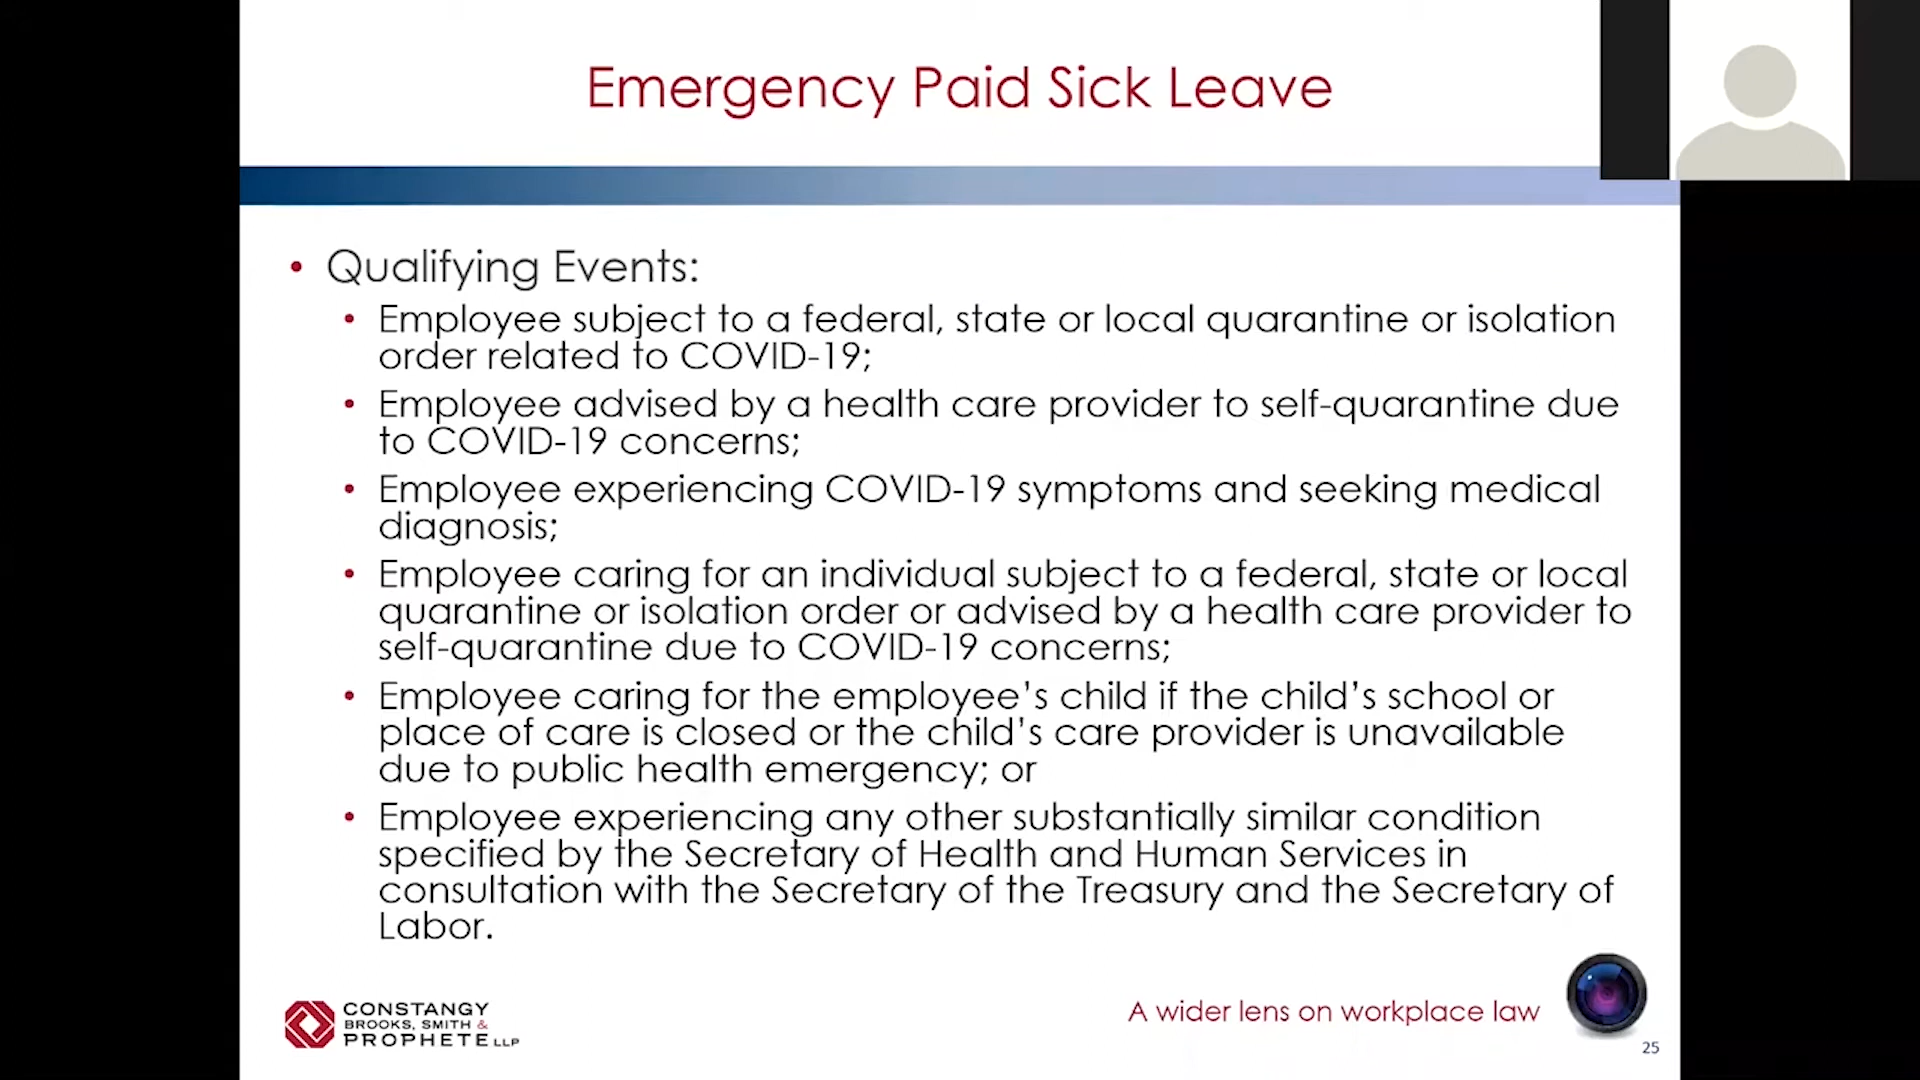 Emergency Paid Sick Leave
• Qualifying Events:
• Employee subject to a federal, state or local quarantine or isolation
order related to COVID-19;
• Employee advised by a health care provider to self-quarantine due
to COVID-19 concerns;
• Employee experiencing COVID-19 symptoms and seeking medical
diagnosis;
• Employee caring for an individual subject to a federal, state or local
quarantine or isolation order or advised by a health care provider to
self-quarantine due to COVID-19 concerns;
• Employee caring for the employee’s child if the child’s school or
place of care is closed or the child’s care provider is unavailable
due to public health emergency; or
• Employee experiencing any other substantially similar condition
specified by the Secretary of Health and Human Services in
consultation with the Secretary of the Treasury and the Secretary of
Labor.
CONSTANGY
BROOKS, SMITH &
PROPHETE LLP
A wider lens on workplace law
25